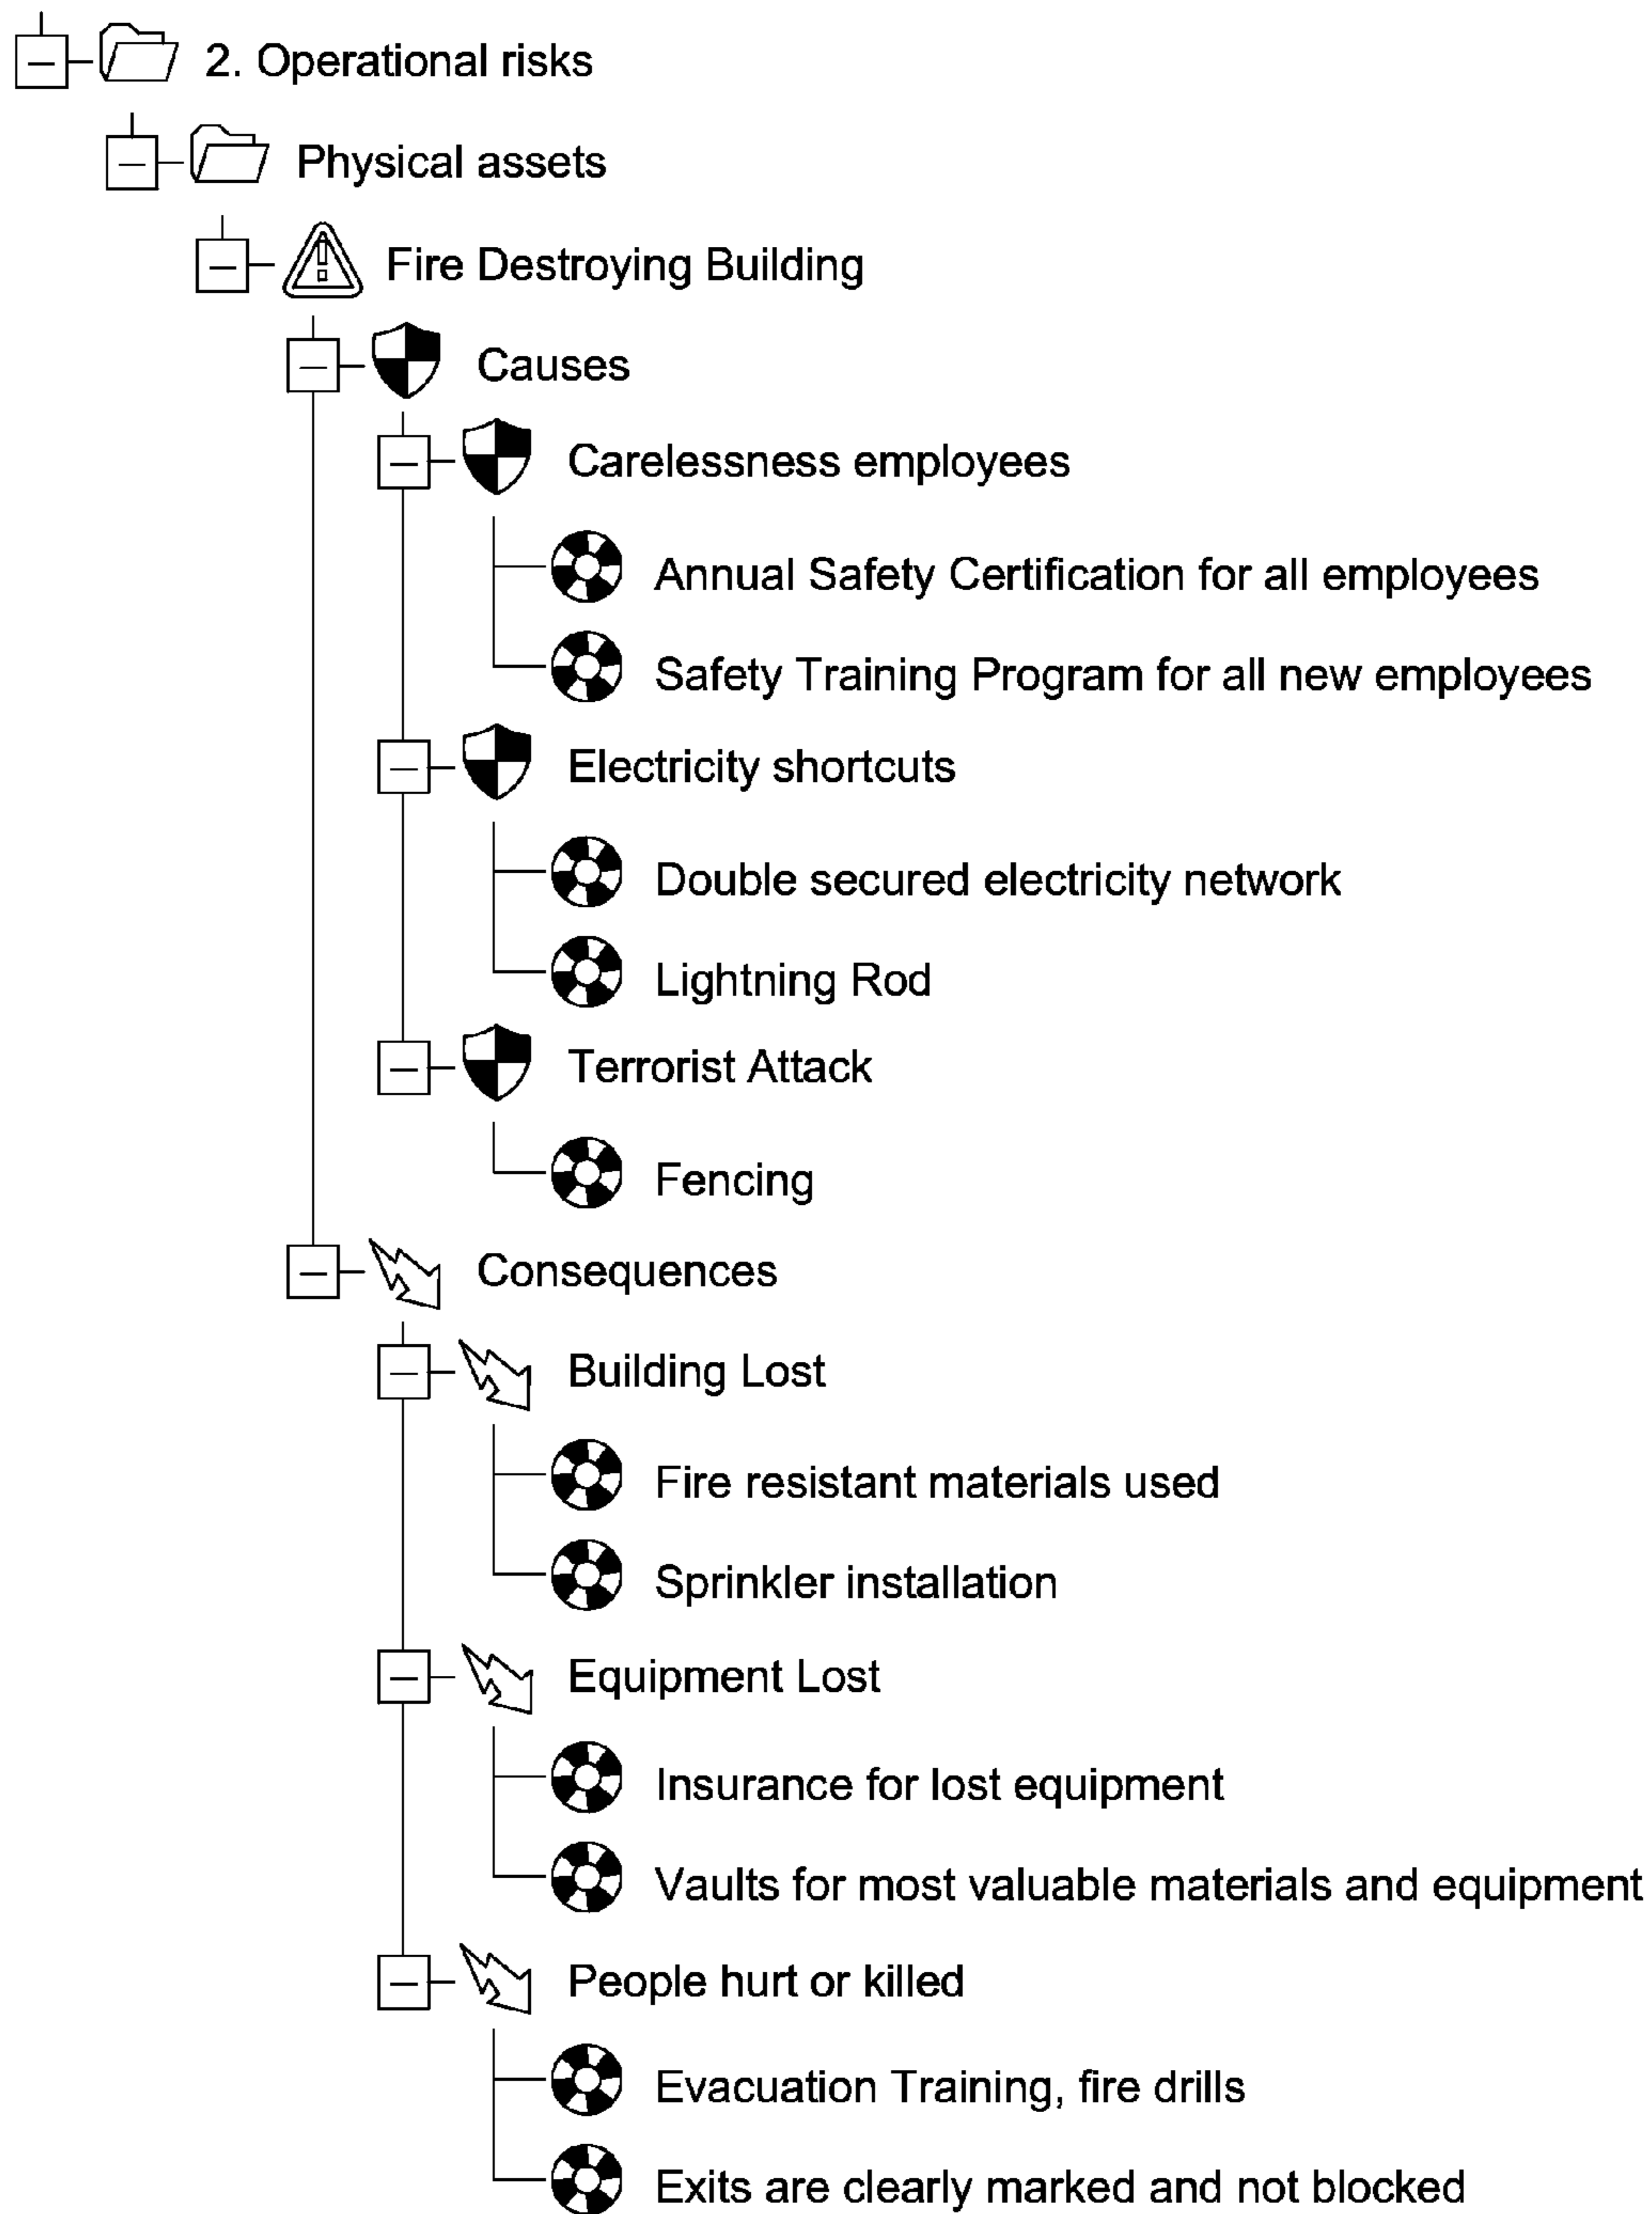 2. Operational risks
Physical assets
Fire Destroying Building
Causes
Carelessness employees
Annual Safety Certification for all employees
Safety Training Program for all new employees
Electricity shortcuts
Double secured electricity network
Lightning Rod
Terrorist Attack
Fencing
Consequences
Building Lost
Fire resistant materials used
Sprinkler installation
Equipment Lost
Insurance for lost equipment
Vaults for most valuable materials and equipment
People hurt or killed
Evacuation Training, fire drills
Exits are clearly marked and not blocked